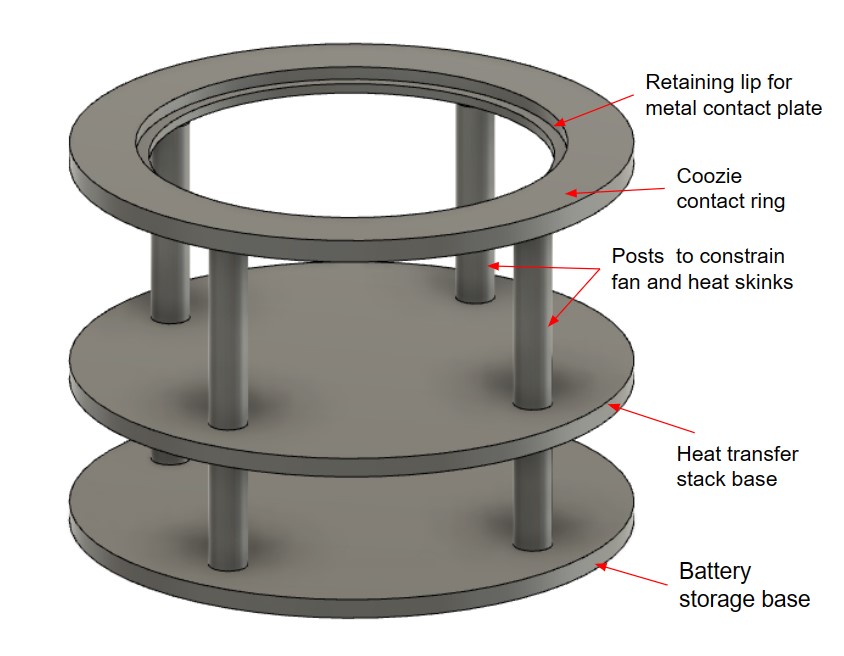 Retaining lip for
metal contact plate
Coozie
contact ring
Posts to constrain
fan and heat skinks
Heat transfer
stack base
Battery
storage base